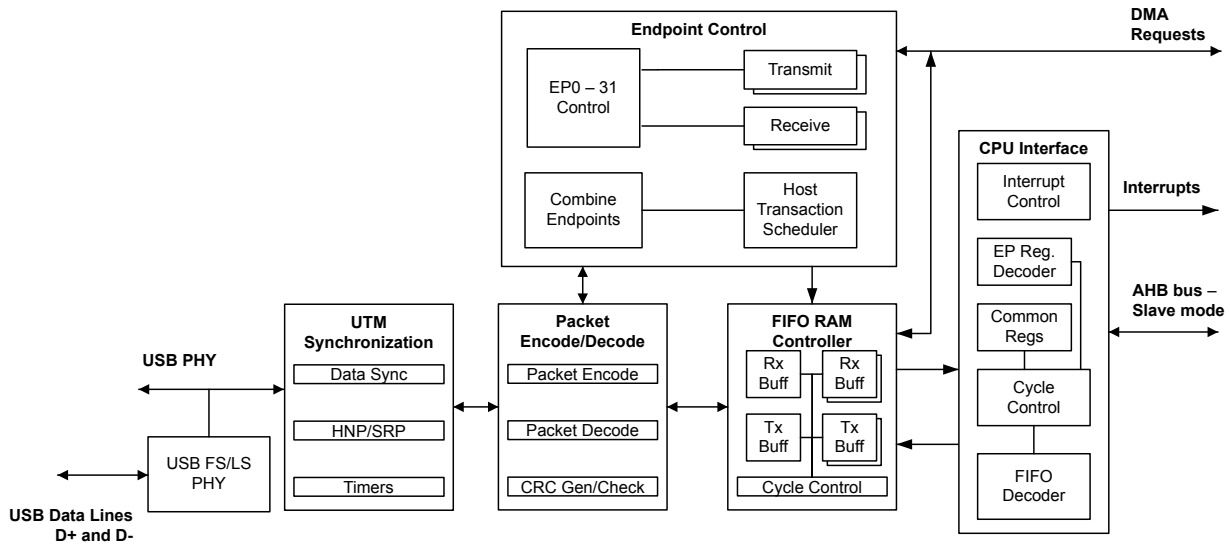 Endpoint Control
DMA
Requests
EP0 – 31
Control
Transmit
Receive
Combine
Endpoints
Host
Transaction
Scheduler
CPU Interface
Interrupt
Control
Interrupts
EP Reg.
Decoder
AHB bus –
Slave mode
Common
Regs
Cycle
Control
FIFO
Decoder
UTM
Synchronization
Data Sync
HNP/SRP
Timers
Packet
Encode/Decode
Packet Encode
Packet Decode
CRC Gen/Check
FIFO RAM
Controller
Rx
Buff
Rx
Buff
Tx
Buff
Tx
Buff
Cycle Control
USB PHY
USB FS/LS
PHY
USB Data Lines
D+ and D-